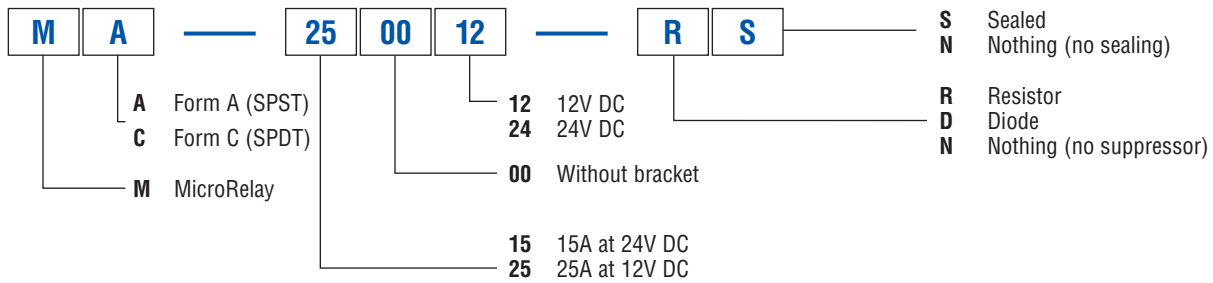 M A — 25 00 12 — R S
S Sealed
N Nothing (no sealing)
A Form A (SPST)
C Form C (SPDT)
M MicroRelay
12 12V DC
24 24V DC
00 Without bracket
15 15A at 24V DC
25 25A at 12V DC
R Resistor
D Diode
N Nothing (no suppressor)